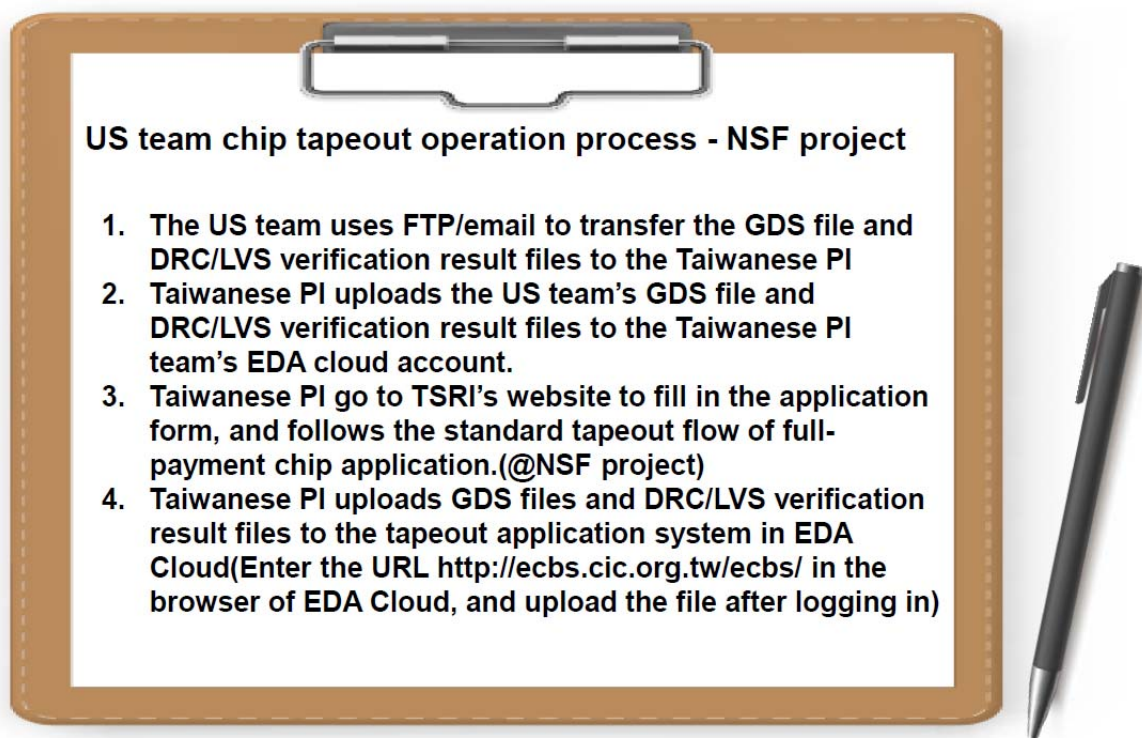 US team chip tapeout operation process - NSF project
1. The US team uses FTP/email to transfer the GDS file and
DRC/LVS verification result files to the Taiwanese PI
2. Taiwanese PI uploads the US team's GDS file and
DRC/LVS verification result files to the Taiwanese PI
team's EDA cloud account.
3. Taiwanese PI go to TSRI's website to fill in the application
form, and follows the standard tapeout flow of full-
payment chip application.(@NSF project)
4. Taiwanese PI uploads GDS files and DRC/LVS verification
result files to the tapeout application system in EDA
Cloud(Enter the URL http://ecbs.cic.org.tw/ecbs/ in the
browser of EDA Cloud, and upload the file after logging in)